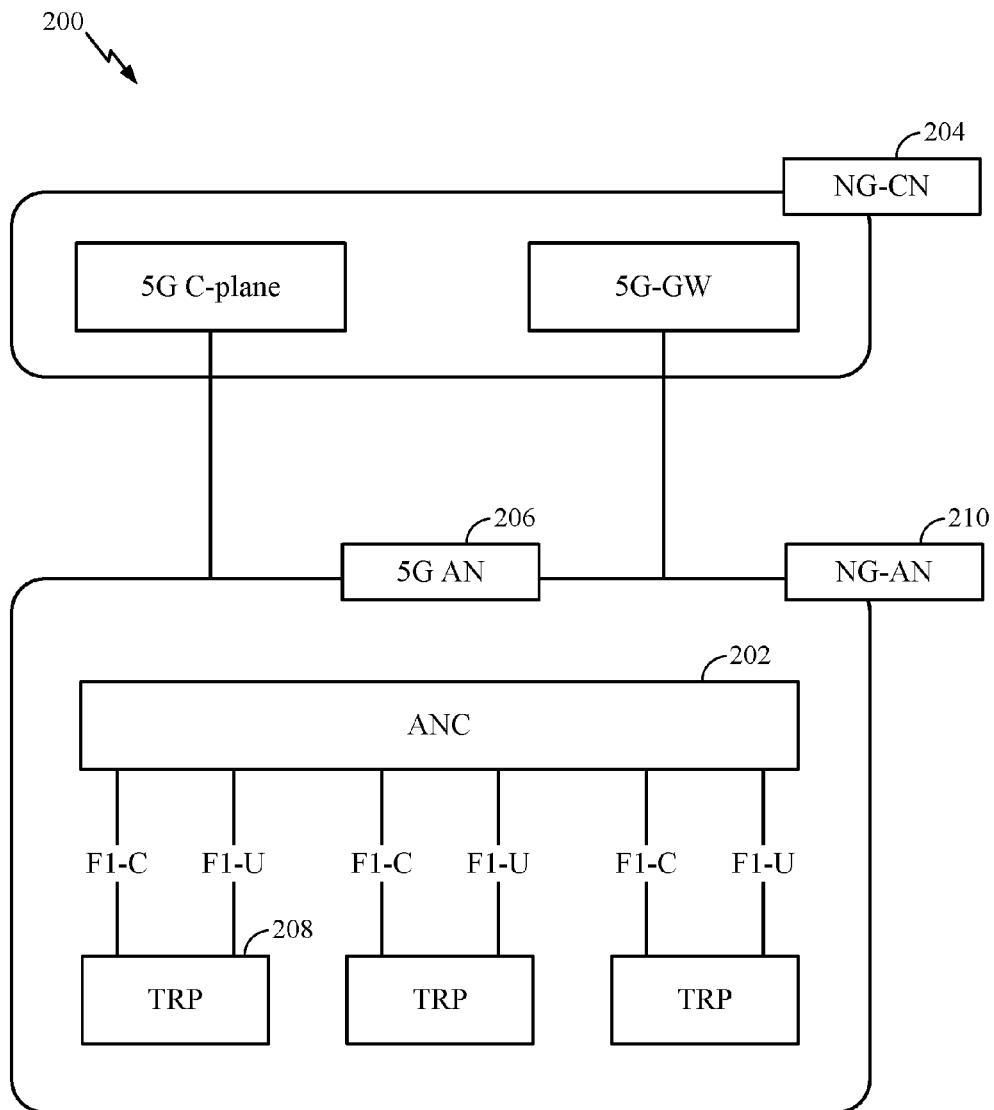 200
204
NG-CN
5G C-plane
5G-GW
206
210
5G AN
NG-AN
202
ANC
F1-C
F1-U
F1-C
F1-U
F1-C
F1-U
208
TRP
TRP
TRP